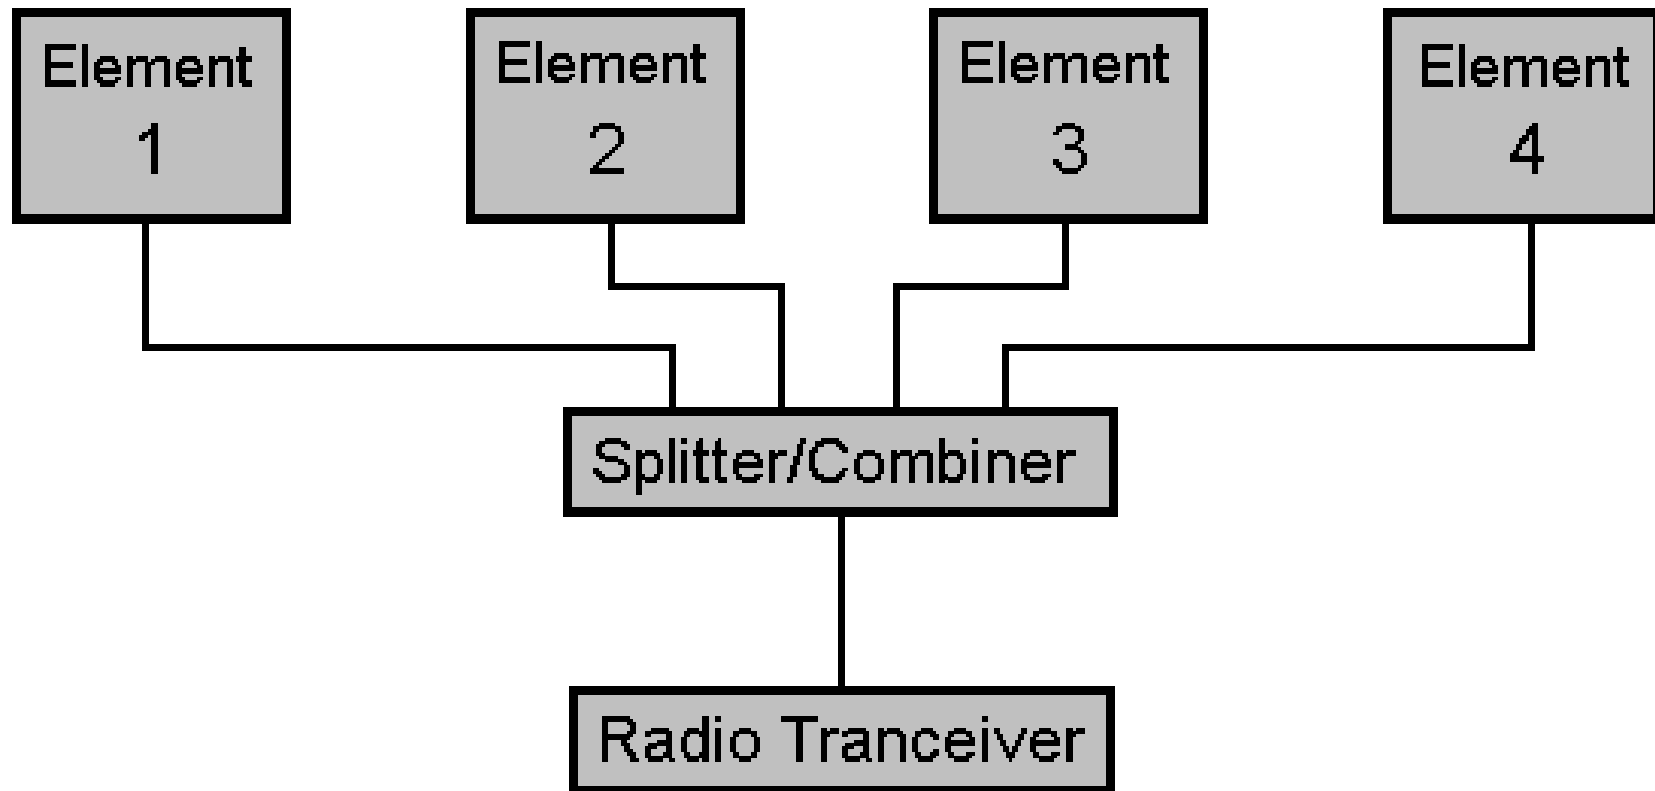 Element
1
Element
2
Element
3
Element
4
Splitter/Combiner
Radio Tranceiver